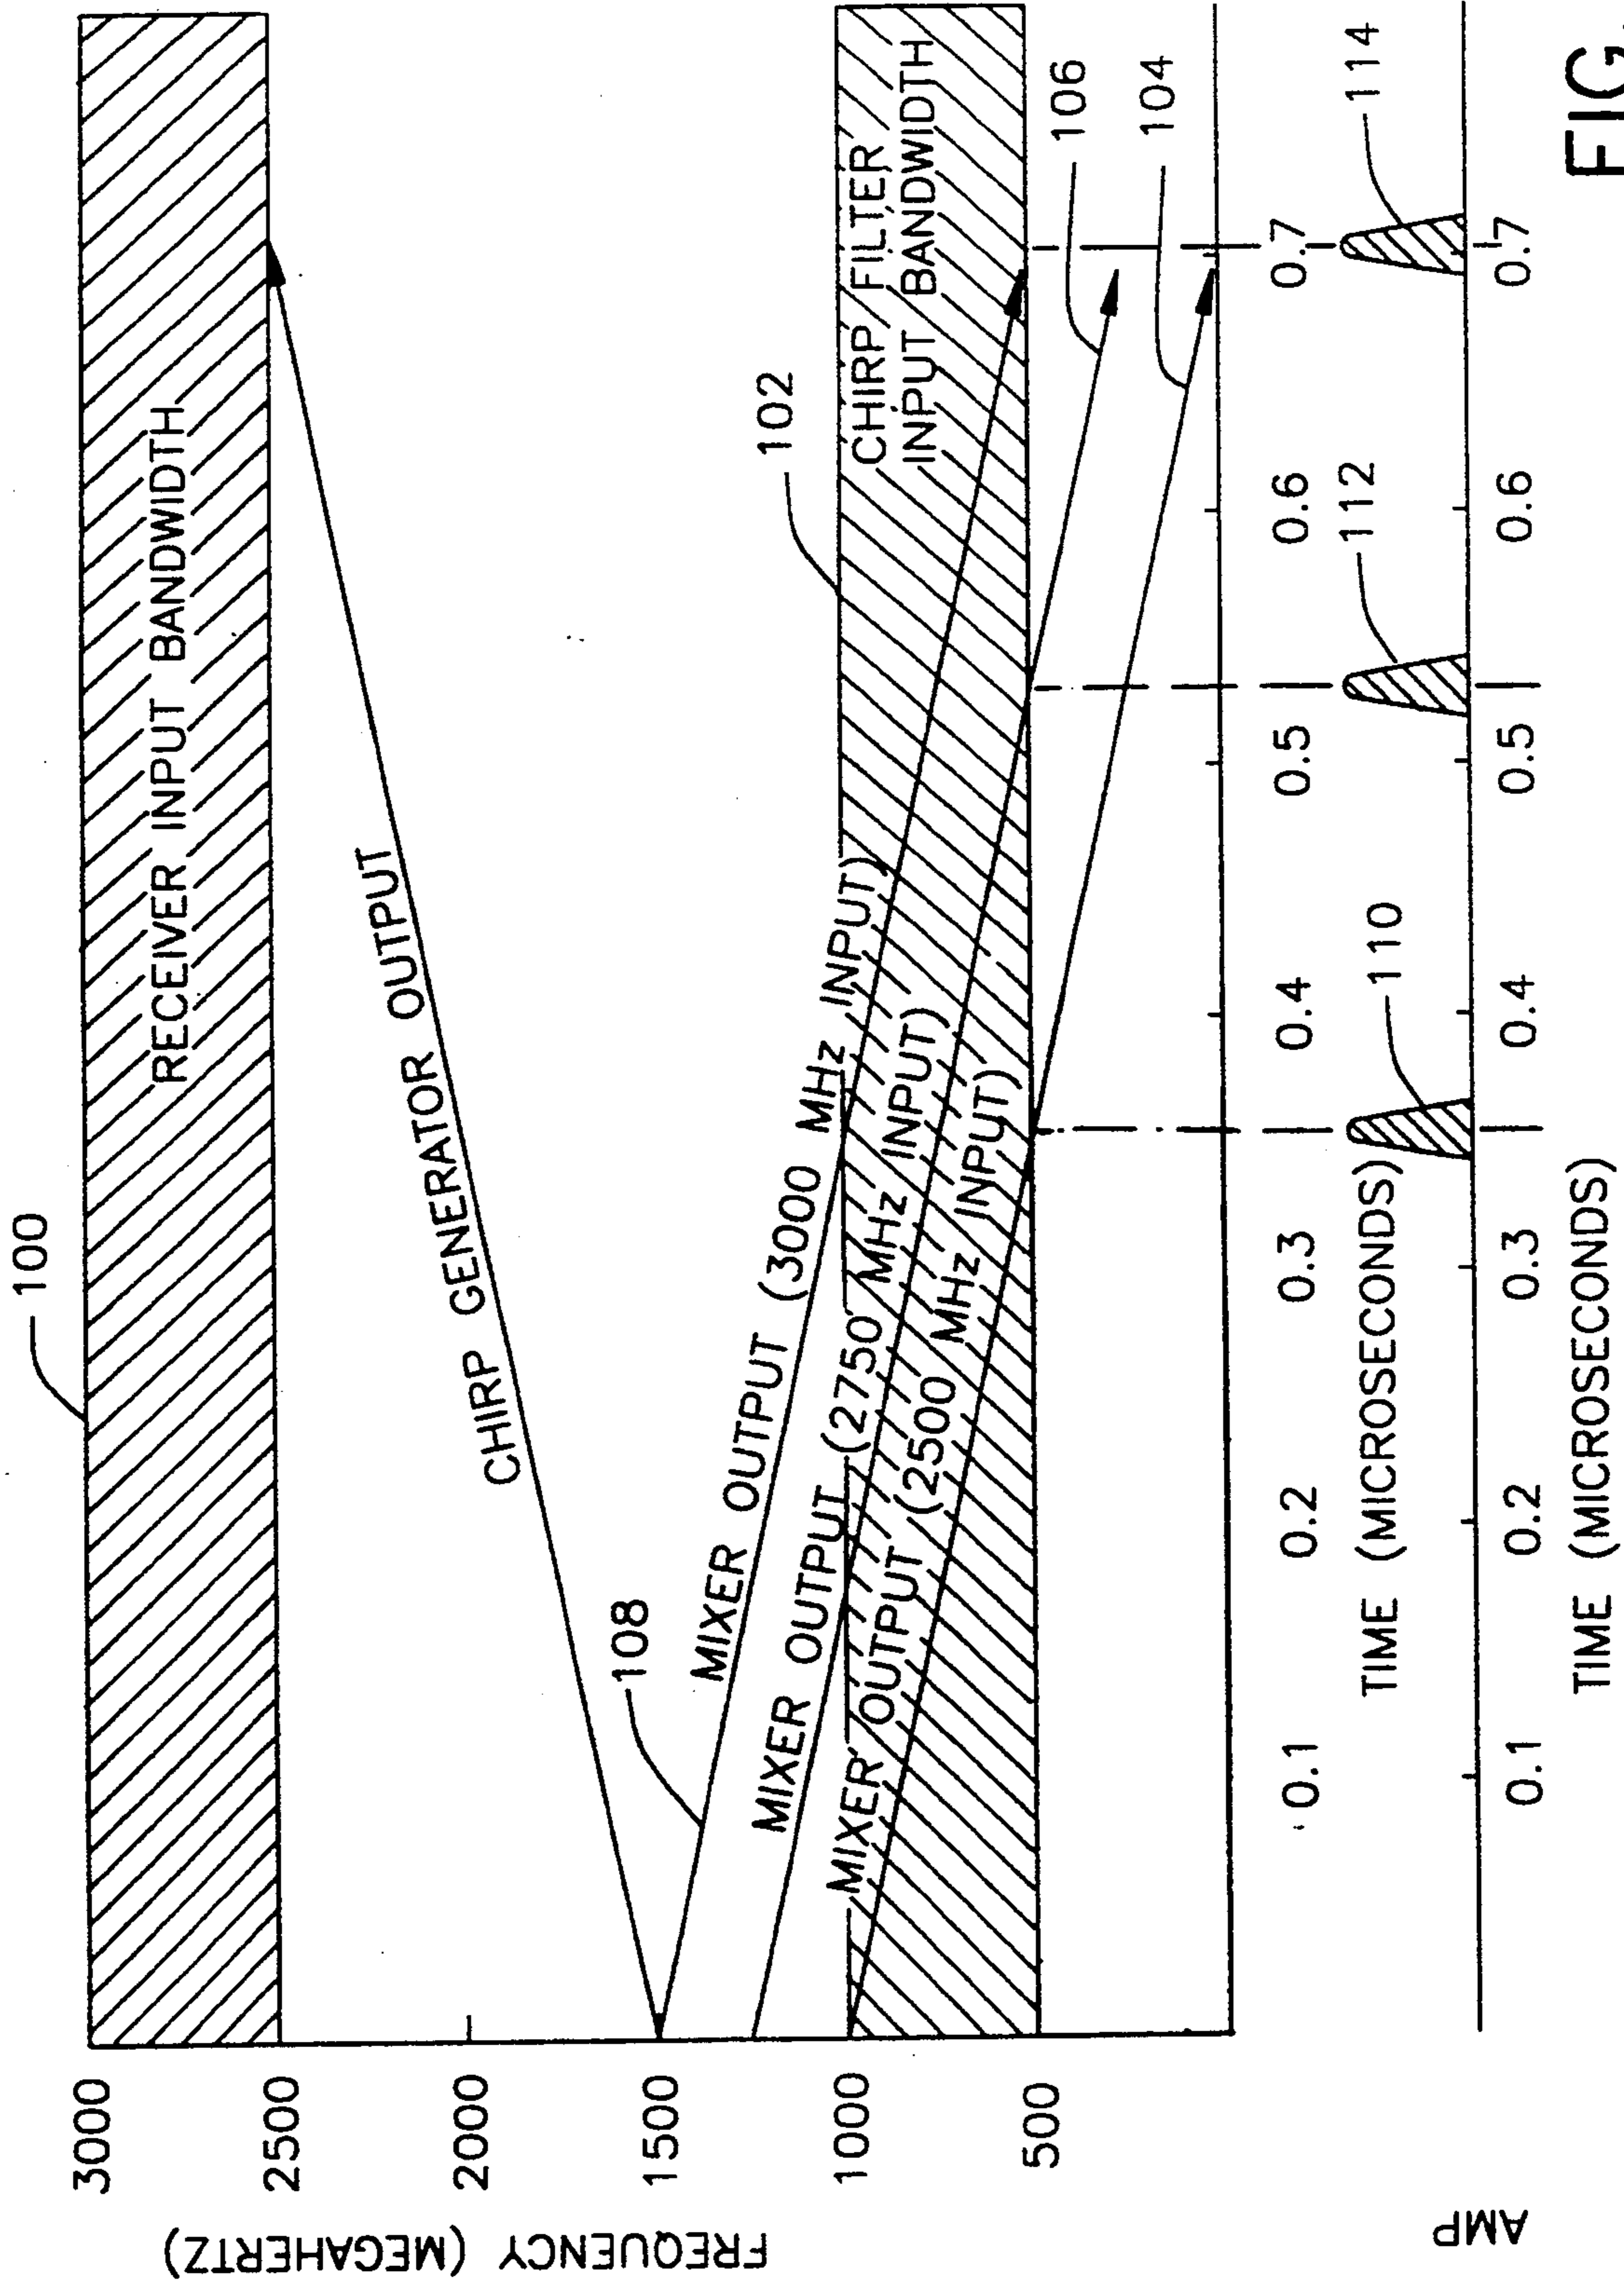 100
3000
RECEIVER INPUT BANDWIDTH
2500
CHIRP GENERATOR OUTPUT
2000
FREQUENCY (MEGAHERTZ)
1500
108
MIXER OUTPUT (3000 MHz INPUT)
102
MIXER OUTPUT (2750 MHz INPUT)
1000
MIXER OUTPUT (2500 MHz INPUT)
CHIRP FILTER
INPUT BANDWIDTH
500
106
104
0.1 0.2 0.3 0.4 0.5 0.6 0.7
TIME (MICROSECONDS)
110
112
114
AMP
0.1 0.2 0.3 0.4 0.5 0.6 0.7
TIME (MICROSECONDS)
FIG.